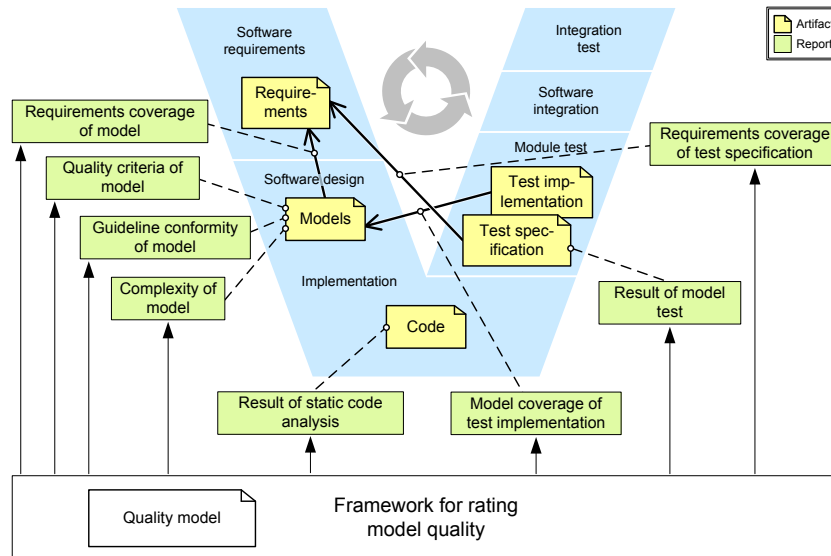 Software
requirements
Integration
test
Artifact
Report
Require-
ments
Software
integration
Requirements coverage
of model
Module test
Requirements coverage
of test specification
Quality criteria of
model
Software design
Test imp-
lementation
Models
Guideline conformity
of model
Test spec-
ification
Complexity of
model
Implementation
Result of model
test
Code
Result of static code
analysis
Model coverage of
test implementation
Quality model
Framework for rating
model quality